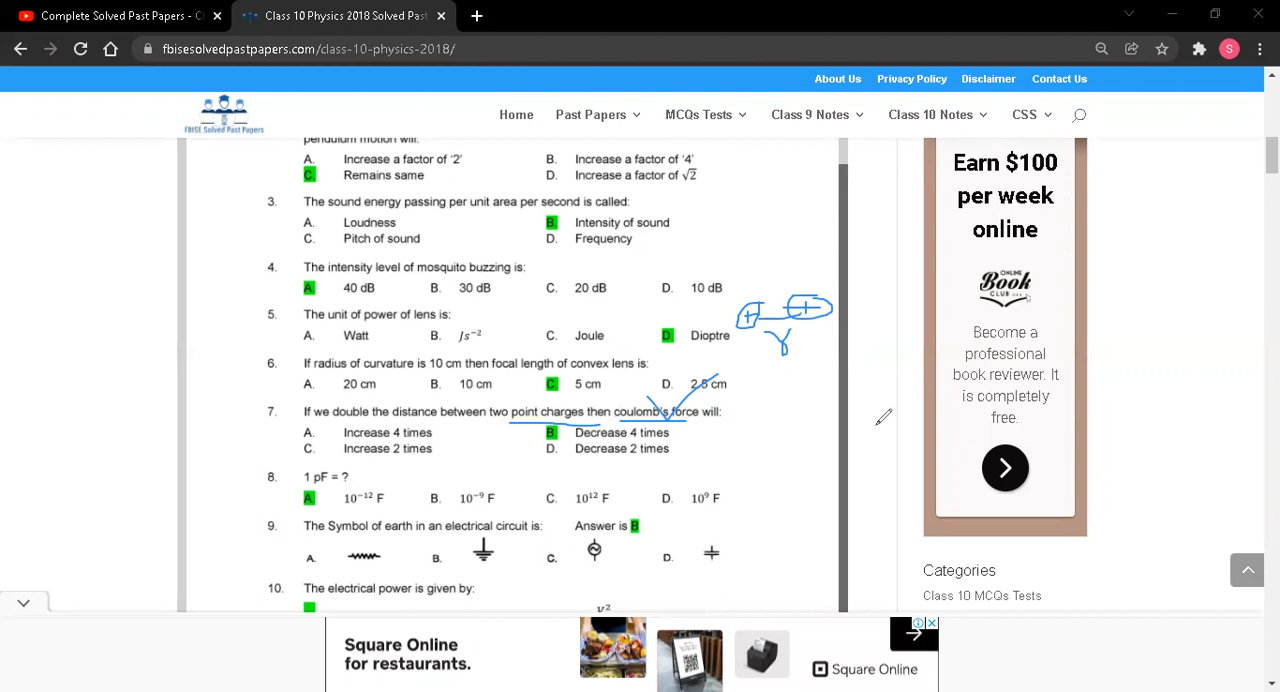 Complete Solved Past Papers - Cl
Class 10 Physics 2018 Solved Past
fbisesolvedpastpapers.com/class-10-physics-2018/
S
About Us Privacy Policy Disclaimer Contact Us
FBISE Solved Past Papers
Home Past Papers MCQs Tests Class 9 Notes Class 10 Notes CSS
pendulum motion will:
A. Increase a factor of '2' B. Increase a factor of '4'
C. Remains same D. Increase a factor of √2
3. The sound energy passing per unit area per second is called:
A. Loudness B. Intensity of sound
C. Pitch of sound D. Frequency
4. The intensity level of mosquito buzzing is:
A. 40 dB B. 30 dB C. 20 dB D. 10 dB
5. The unit of power of lens is:
A. Watt B. Js⁻² C. Joule D. Dioptre
6. If radius of curvature is 10 cm then focal length of convex lens is:
A. 20 cm B. 10 cm C. 5 cm D. 2.5 cm
7. If we double the distance between two point charges then coulomb's force will:
A. Increase 4 times B. Decrease 4 times
C. Increase 2 times D. Decrease 2 times
8. 1 pF = ?
A. 10⁻¹² F B. 10⁻⁹ F C. 10¹² F D. 10⁹ F
9. The Symbol of earth in an electrical circuit is: Answer is B
A. B. C. D.
10. The electrical power is given by:
V²
+ +
r
Earn $100
per week
online
ONLINE
Book
CLUB
Become a
professional
book reviewer. It
is completely
free.
Categories
Class 10 MCQs Tests
Square Online
for restaurants.
Square Online